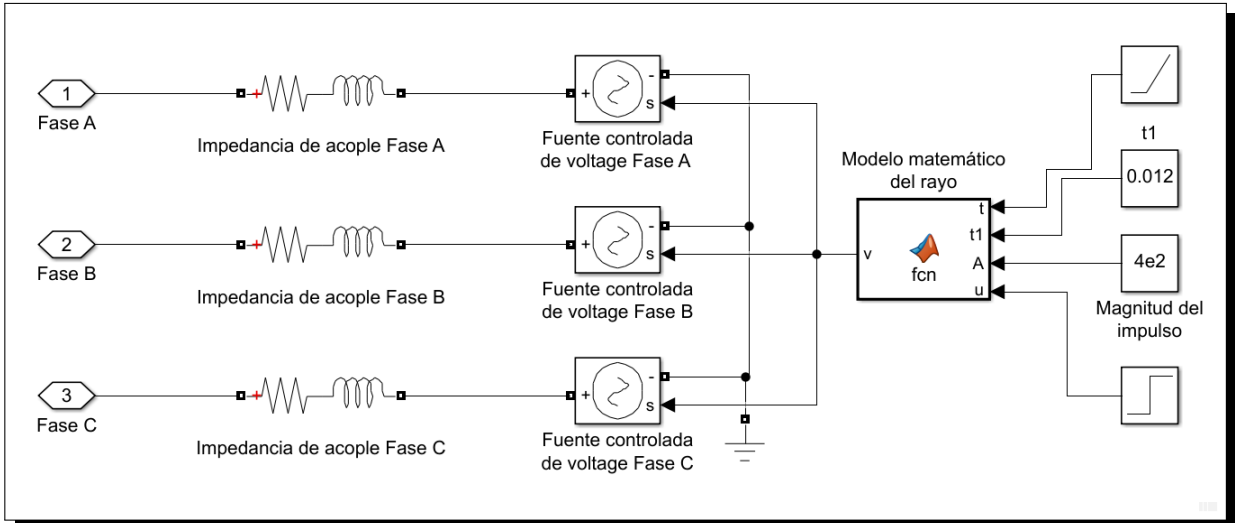 1
Fase A
+
Impedancia de acople Fase A
+
-
s
Fuente controlada
de voltage Fase A
2
Fase B
+
Impedancia de acople Fase B
+
-
s
Fuente controlada
de voltage Fase B
3
Fase C
+
Impedancia de acople Fase C
+
-
s
Fuente controlada
de voltage Fase C
Modelo matemático
del rayo
v
fcn
t
t1
A
u
t1
0.012
4e2
Magnitud del
impulso